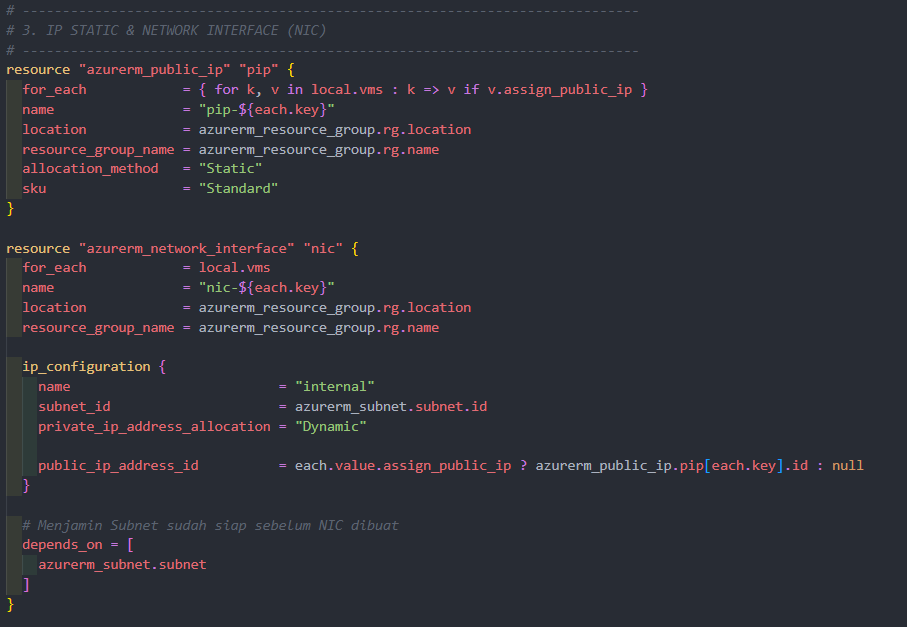 # -----------------------------------------------------------------------------
# 3. IP STATIC & NETWORK INTERFACE (NIC)
# -----------------------------------------------------------------------------
resource "azurerm_public_ip" "pip" {
  for_each            = { for k, v in local.vms : k => v if v.assign_public_ip }
  name                = "pip-${each.key}"
  location            = azurerm_resource_group.rg.location
  resource_group_name = azurerm_resource_group.rg.name
  allocation_method   = "Static"
  sku                 = "Standard"
}

resource "azurerm_network_interface" "nic" {
  for_each            = local.vms
  name                = "nic-${each.key}"
  location            = azurerm_resource_group.rg.location
  resource_group_name = azurerm_resource_group.rg.name

  ip_configuration {
    name                          = "internal"
    subnet_id                     = azurerm_subnet.subnet.id
    private_ip_address_allocation = "Dynamic"

    public_ip_address_id          = each.value.assign_public_ip ? azurerm_public_ip.pip[each.key].id : null
  }

  # Menjamin Subnet sudah siap sebelum NIC dibuat
  depends_on = [
    azurerm_subnet.subnet
  ]
}